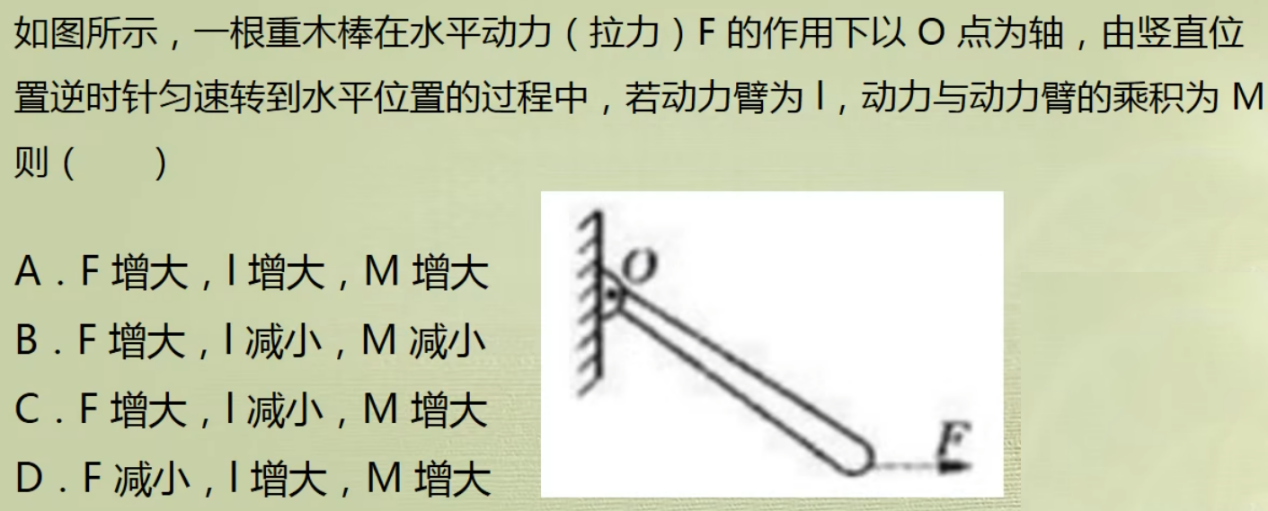 如图所示，一根重木棒在水平动力（拉力）F 的作用下以 O 点为轴，由竖直位
置逆时针匀速转到水平位置的过程中，若动力臂为 l，动力与动力臂的乘积为 M
则（　　）
A．F 增大，l 增大，M 增大
B．F 增大，l 减小，M 减小
C．F 增大，l 减小，M 增大
D．F 减小，l 增大，M 增大
O
F